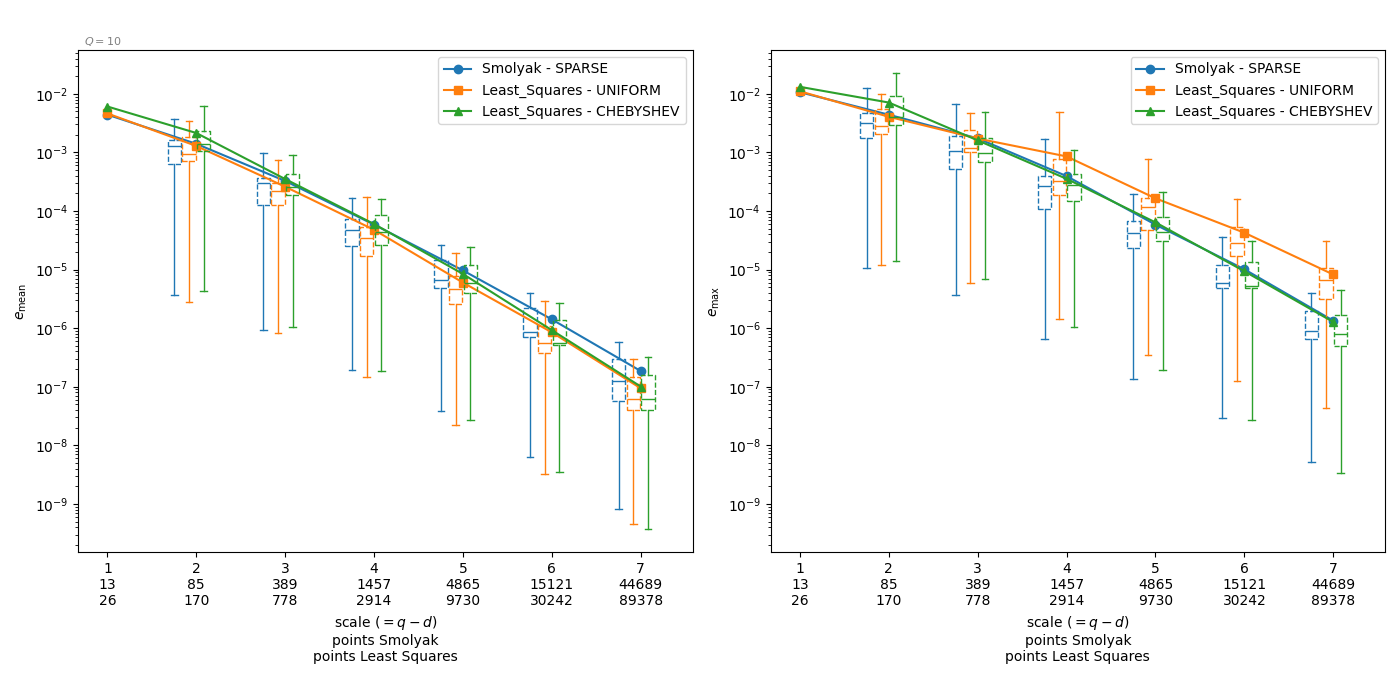 Q = 10
Smolyak - SPARSE
Least_Squares - UNIFORM
Least_Squares - CHEBYSHEV
10⁻²
10⁻³
10⁻⁴
10⁻⁵
10⁻⁶
10⁻⁷
10⁻⁸
10⁻⁹
e_mean
1 2 3 4 5 6 7
13 85 389 1457 4865 15121 44689
26 170 778 2914 9730 30242 89378
scale (= q − d)
points Smolyak
points Least Squares
Smolyak - SPARSE
Least_Squares - UNIFORM
Least_Squares - CHEBYSHEV
10⁻²
10⁻³
10⁻⁴
10⁻⁵
10⁻⁶
10⁻⁷
10⁻⁸
10⁻⁹
e_max
1 2 3 4 5 6 7
13 85 389 1457 4865 15121 44689
26 170 778 2914 9730 30242 89378
scale (= q − d)
points Smolyak
points Least Squares